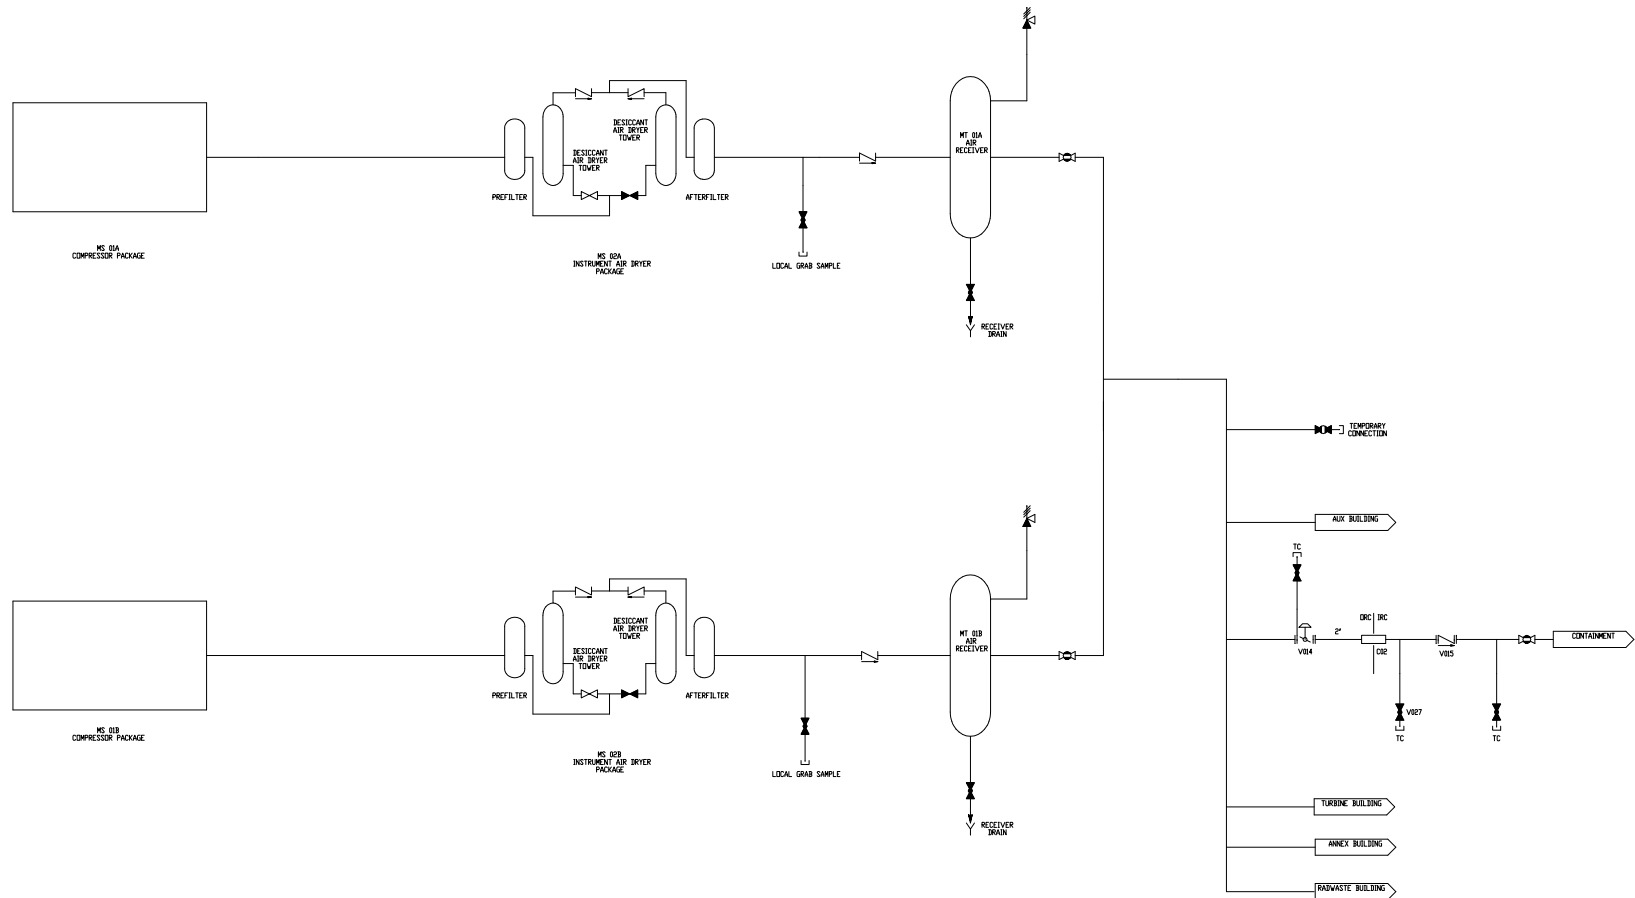 DESICCANT
AIR DRYER
TOWER
MT 01A
AIR
RECEIVER
DESICCANT
AIR DRYER
TOWER
PREFILTER
AFTERFILTER
MS 01A
COMPRESSOR PACKAGE
MS 02A
INSTRUMENT AIR DRYER
PACKAGE
LOCAL GRAB SAMPLE
RECEIVER
DRAIN
TEMPORARY
CONNECTION
AUX BUILDING
TC
DESICCANT
AIR DRYER
TOWER
MT 01B
AIR
RECEIVER
DESICCANT
AIR DRYER
TOWER
ORC IRC
2"
CONTAINMENT
V014
C02
V015
PREFILTER
AFTERFILTER
V027
TC
TC
MS 01B
COMPRESSOR PACKAGE
MS 02B
INSTRUMENT AIR DRYER
PACKAGE
LOCAL GRAB SAMPLE
TURBINE BUILDING
RECEIVER
DRAIN
ANNEX BUILDING
RADWASTE BUILDING